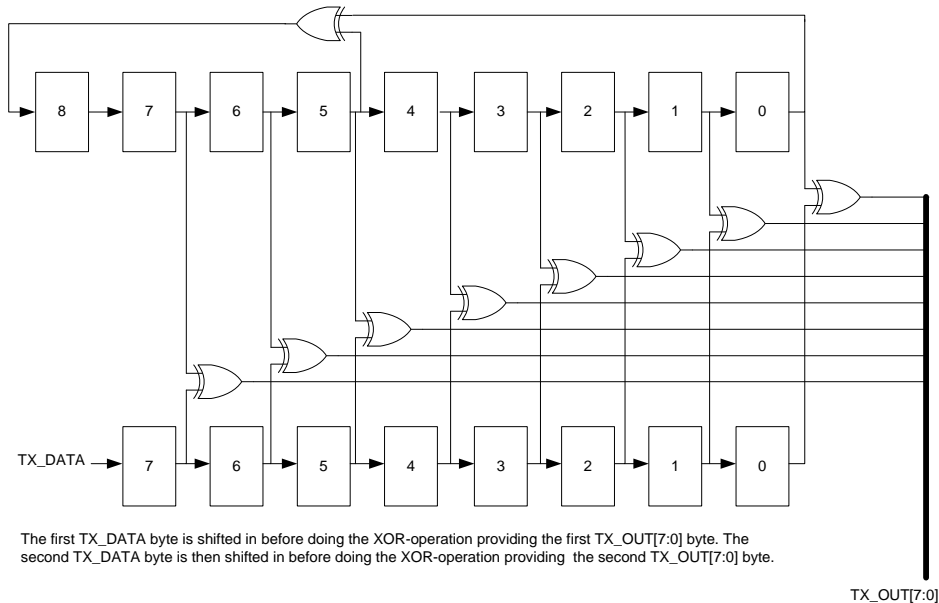 8 7 6 5 4 3 2 1 0
TX_DATA 7 6 5 4 3 2 1 0
The first TX_DATA byte is shifted in before doing the XOR-operation providing the first TX_OUT[7:0] byte. The
second TX_DATA byte is then shifted in before doing the XOR-operation providing the second TX_OUT[7:0] byte.
TX_OUT[7:0]